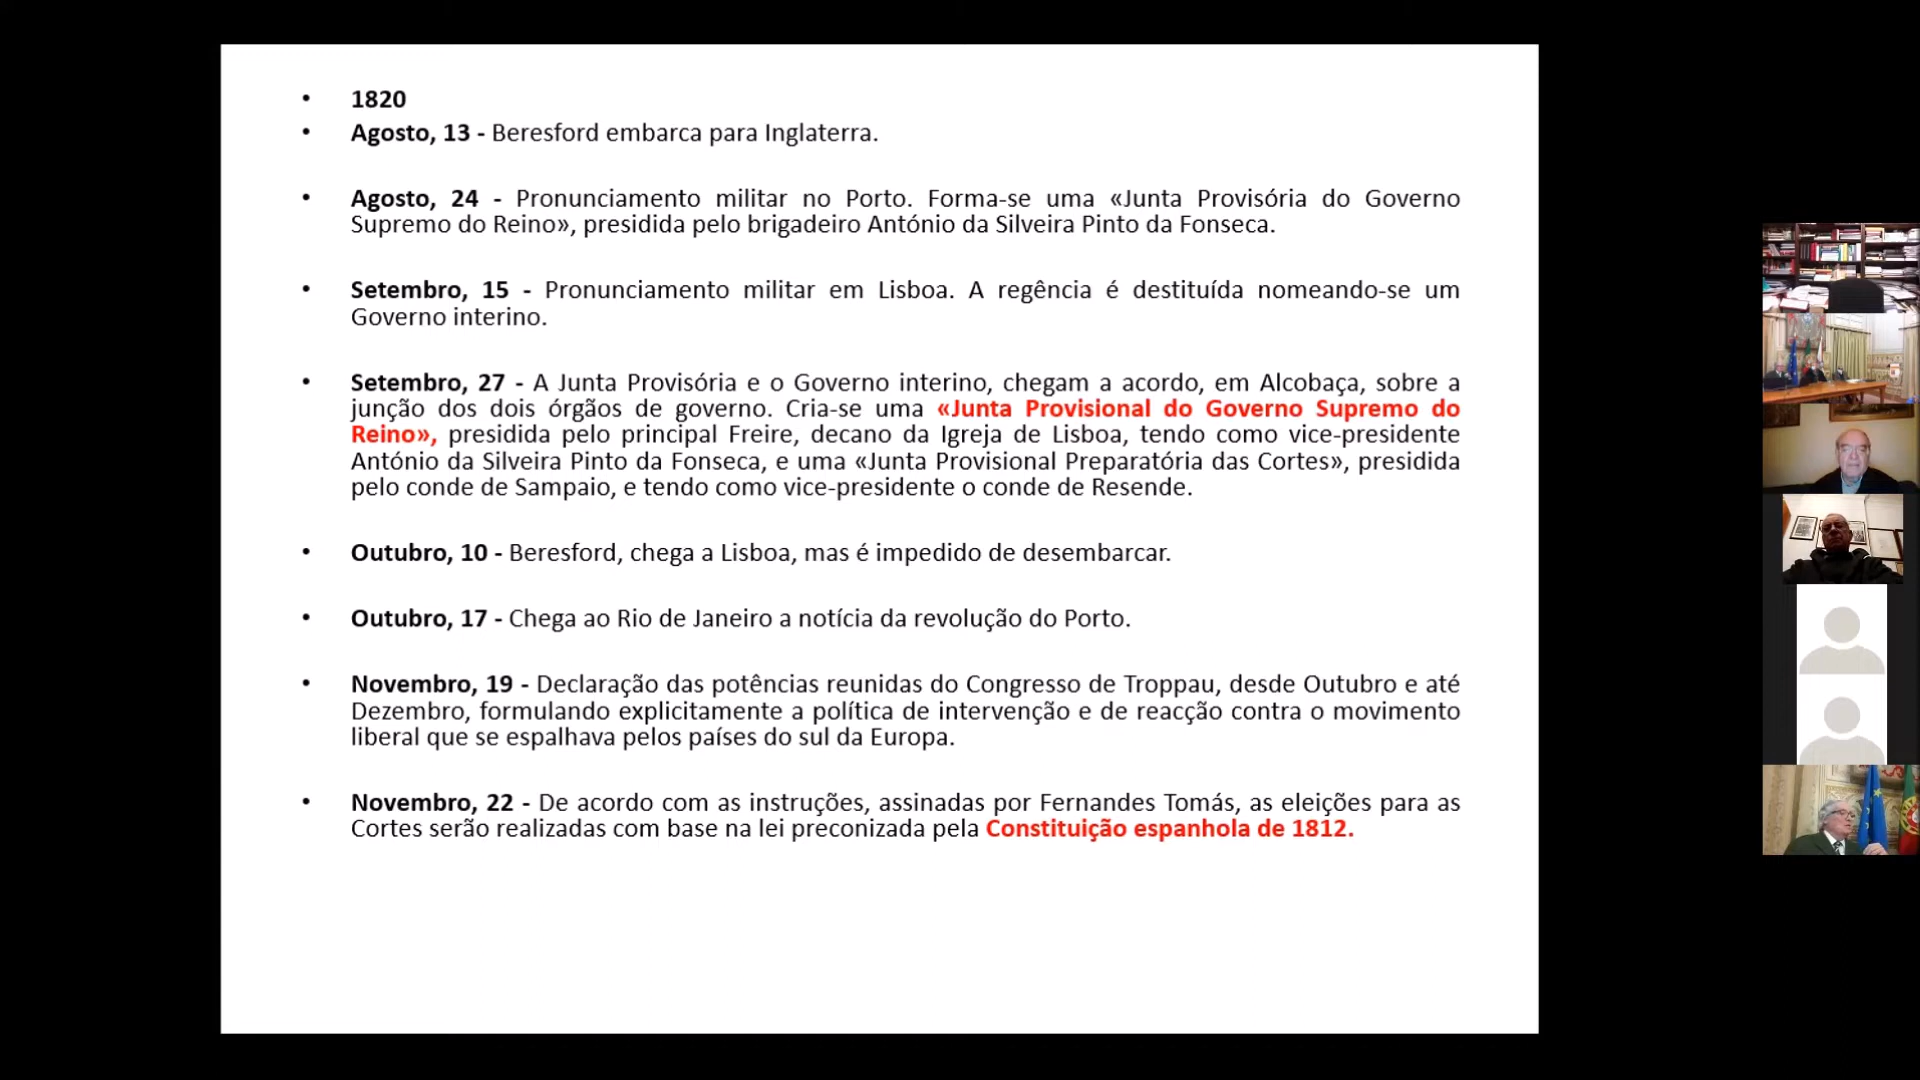 • 1820
• Agosto, 13 - Beresford embarca para Inglaterra.
• Agosto, 24 - Pronunciamento militar no Porto. Forma-se uma «Junta Provisória do Governo
Supremo do Reino», presidida pelo brigadeiro António da Silveira Pinto da Fonseca.
• Setembro, 15 - Pronunciamento militar em Lisboa. A regência é destituída nomeando-se um
Governo interino.
• Setembro, 27 - A Junta Provisória e o Governo interino, chegam a acordo, em Alcobaça, sobre a
junção dos dois órgãos de governo. Cria-se uma «Junta Provisional do Governo Supremo do
Reino», presidida pelo principal Freire, decano da Igreja de Lisboa, tendo como vice-presidente
António da Silveira Pinto da Fonseca, e uma «Junta Provisional Preparatória das Cortes», presidida
pelo conde de Sampaio, e tendo como vice-presidente o conde de Resende.
• Outubro, 10 - Beresford, chega a Lisboa, mas é impedido de desembarcar.
• Outubro, 17 - Chega ao Rio de Janeiro a notícia da revolução do Porto.
• Novembro, 19 - Declaração das potências reunidas do Congresso de Troppau, desde Outubro e até
Dezembro, formulando explicitamente a política de intervenção e de reacção contra o movimento
liberal que se espalhava pelos países do sul da Europa.
• Novembro, 22 - De acordo com as instruções, assinadas por Fernandes Tomás, as eleições para as
Cortes serão realizadas com base na lei preconizada pela Constituição espanhola de 1812.